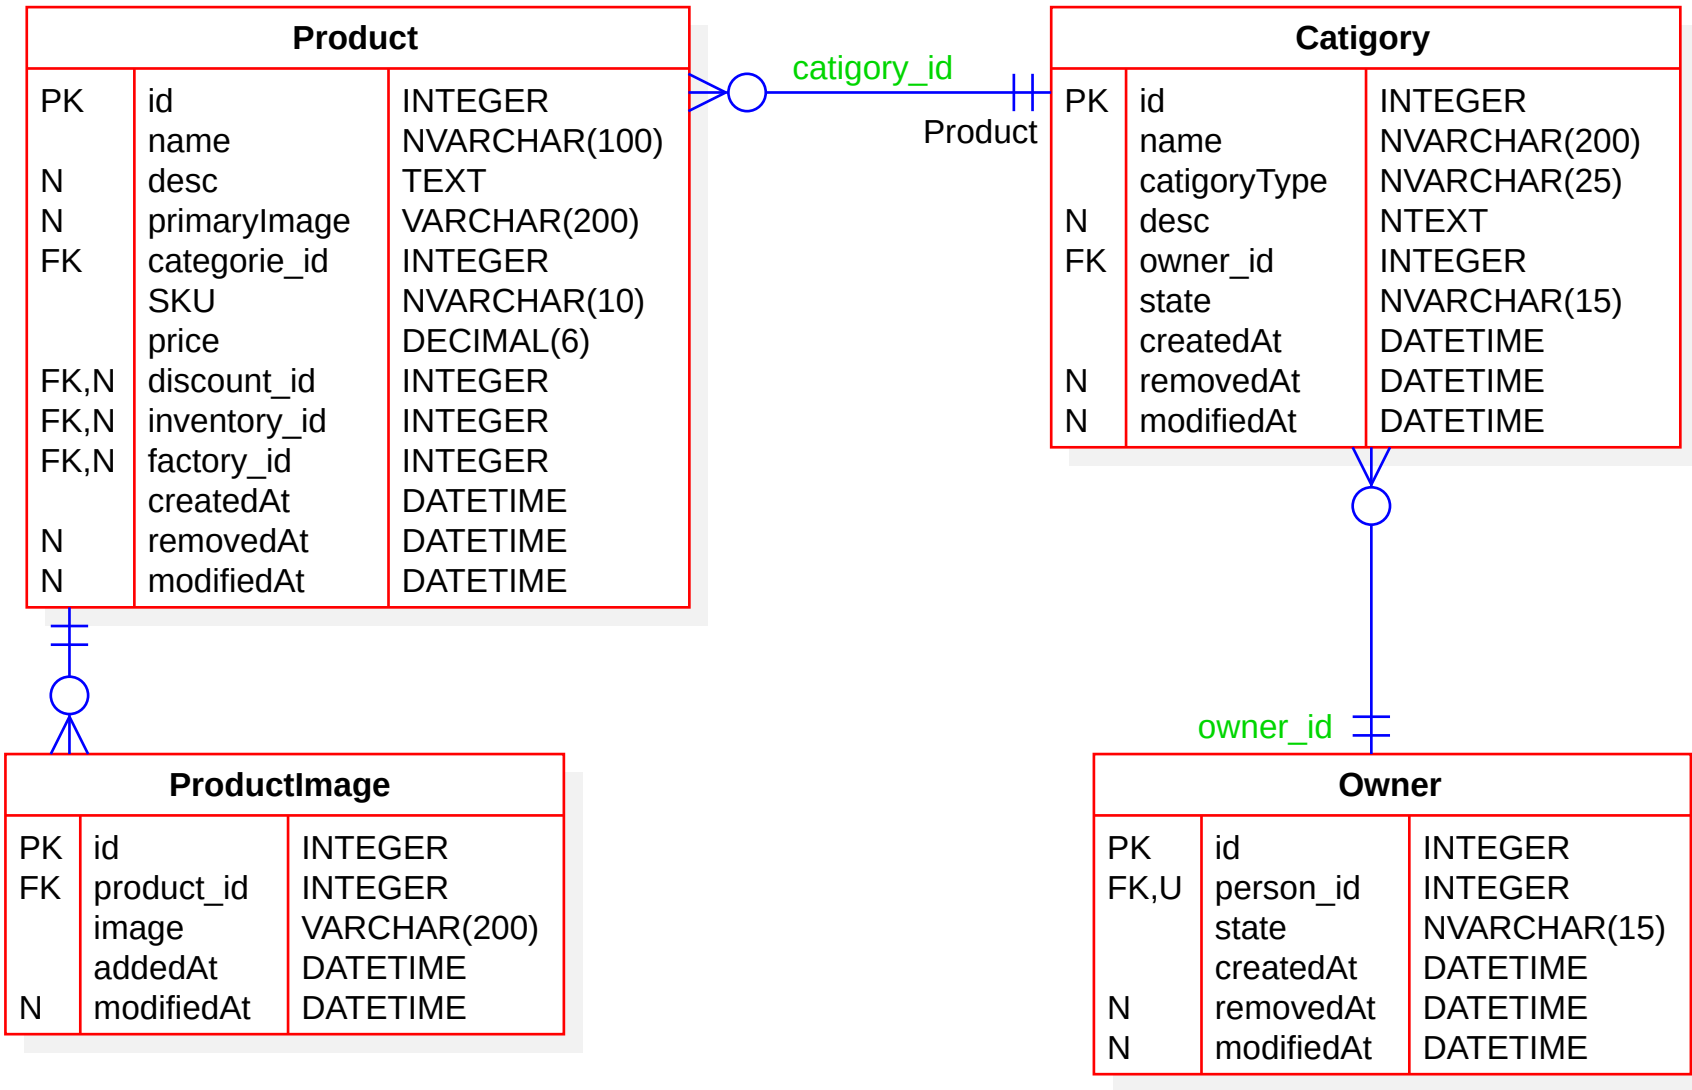 Product
PK id INTEGER
name NVARCHAR(100)
N desc TEXT
N primaryImage VARCHAR(200)
FK categorie_id INTEGER
SKU NVARCHAR(10)
price DECIMAL(6)
FK,N discount_id INTEGER
FK,N inventory_id INTEGER
FK,N factory_id INTEGER
createdAt DATETIME
N removedAt DATETIME
N modifiedAt DATETIME
catigory_id
Product
Catigory
PK id INTEGER
name NVARCHAR(200)
catigoryType NVARCHAR(25)
N desc NTEXT
FK owner_id INTEGER
state NVARCHAR(15)
createdAt DATETIME
N removedAt DATETIME
N modifiedAt DATETIME
ProductImage
PK id INTEGER
FK product_id INTEGER
image VARCHAR(200)
addedAt DATETIME
N modifiedAt DATETIME
owner_id
Owner
PK id INTEGER
FK,U person_id INTEGER
state NVARCHAR(15)
createdAt DATETIME
N removedAt DATETIME
N modifiedAt DATETIME